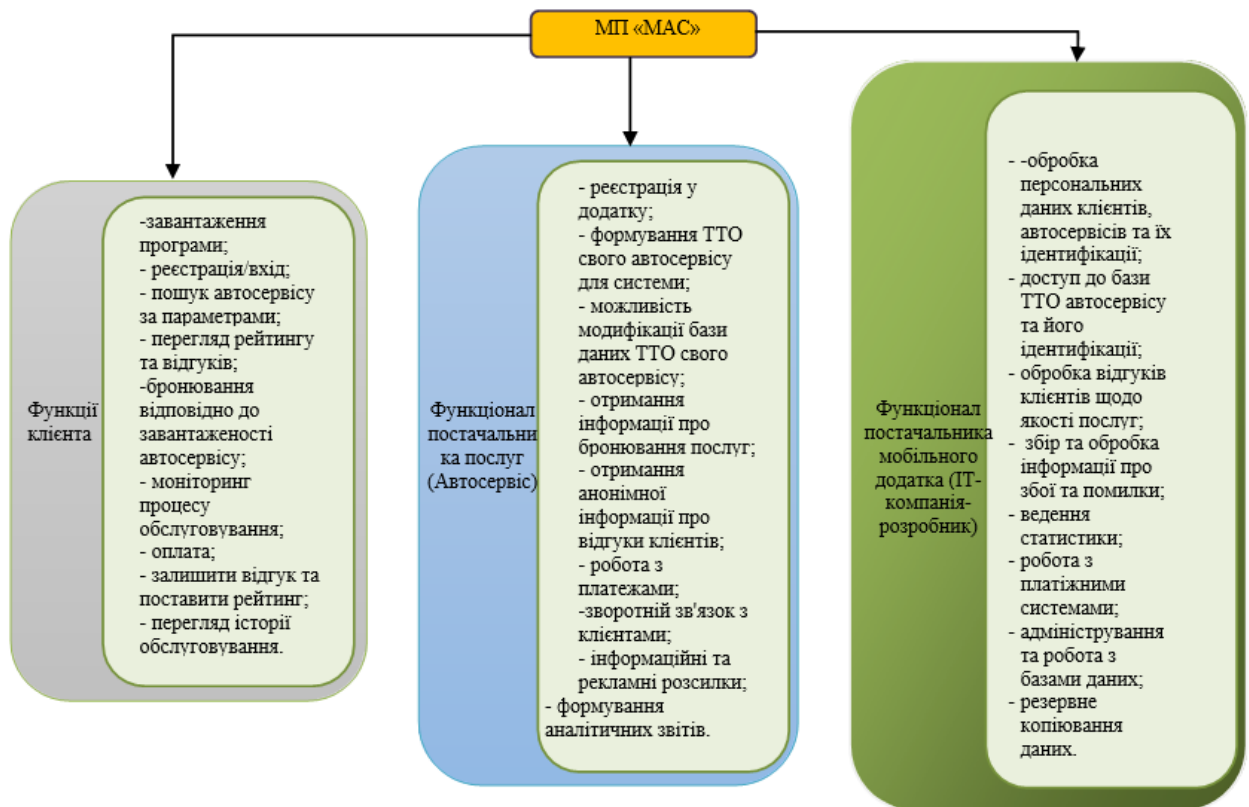 МП «МАС»
Функції
клієнта
-завантаження
програми;
- реєстрація/вхід;
- пошук автосервісу
за параметрами;
- перегляд рейтингу
та відгуків;
-бронювання
відповідно до
завантаженості
автосервісу;
- моніторинг
процесу
обслуговування;
- оплата;
- залишити відгук та
поставити рейтинг;
- перегляд історії
обслуговування.
Функціонал
постачальни
ка послуг
(Автосервіс)
- реєстрація у
додатку;
- формування ТТО
свого автосервісу
для системи;
- можливість
модифікації бази
даних ТТО свого
автосервісу;
- отримання
інформації про
бронювання послуг;
- отримання
анонімної
інформації про
відгуки клієнтів;
- робота з
платежами;
-зворотній зв'язок з
клієнтами;
- інформаційні та
рекламні розсилки;
- формування
аналітичних звітів.
Функціонал
постачальника
мобільного
додатка (ІТ-
компанія-
розробник)
- -обробка
персональних
даних клієнтів,
автосервісів та їх
ідентифікації;
- доступ до бази
ТТО автосервісу
та його
ідентифікації;
- обробка відгуків
клієнтів щодо
якості послуг;
- збір та обробка
інформації про
збої та помилки;
- ведення
статистики;
- робота з
платіжними
системами;
- адміністрування
та робота з
базами даних;
- резервне
копіювання
даних.